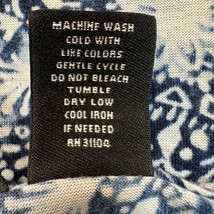 MACHINE WASH
COLD WITH
LIKE COLORS
GENTLE CYCLE
DO NOT BLEACH
TUMBLE
DRY LOW
COOL IRON
IF NEEDED
RN 31104